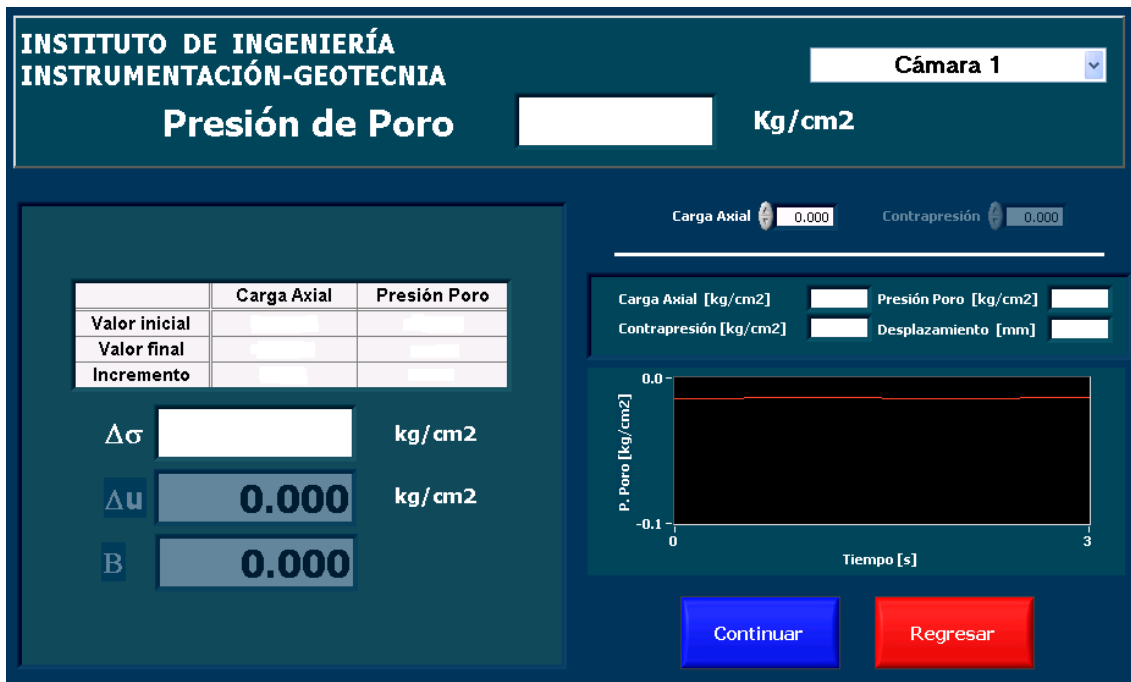 INSTITUTO DE INGENIERÍA
INSTRUMENTACIÓN-GEOTECNIA
Cámara 1
Presión de Poro Kg/cm2
Carga Axial 0.000 Contrapresión 0.000
Carga Axial Presión Poro
Valor inicial
Valor final
Incremento
Δσ kg/cm2
Δu 0.000 kg/cm2
B 0.000
Carga Axial [kg/cm2] Presión Poro [kg/cm2]
Contrapresión [kg/cm2] Desplazamiento [mm]
0.0
P. Poro [kg/cm2]
-0.1
0 3
Tiempo [s]
Continuar Regresar